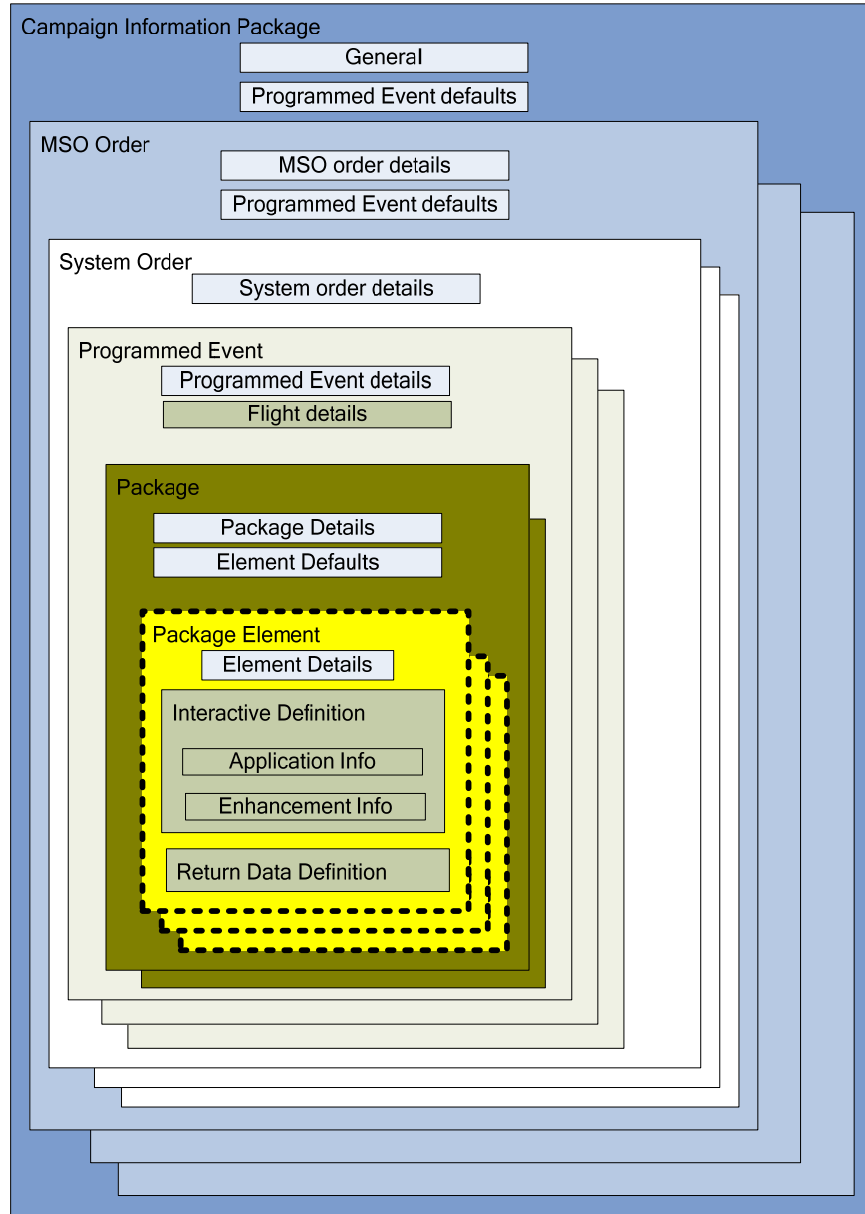 Campaign Information Package
General
Programmed Event defaults
MSO Order
MSO order details
Programmed Event defaults
System Order
System order details
Programmed Event
Programmed Event details
Flight details
Package
Package Details
Element Defaults
Package Element
Element Details
Interactive Definition
Application Info
Enhancement Info
Return Data Definition